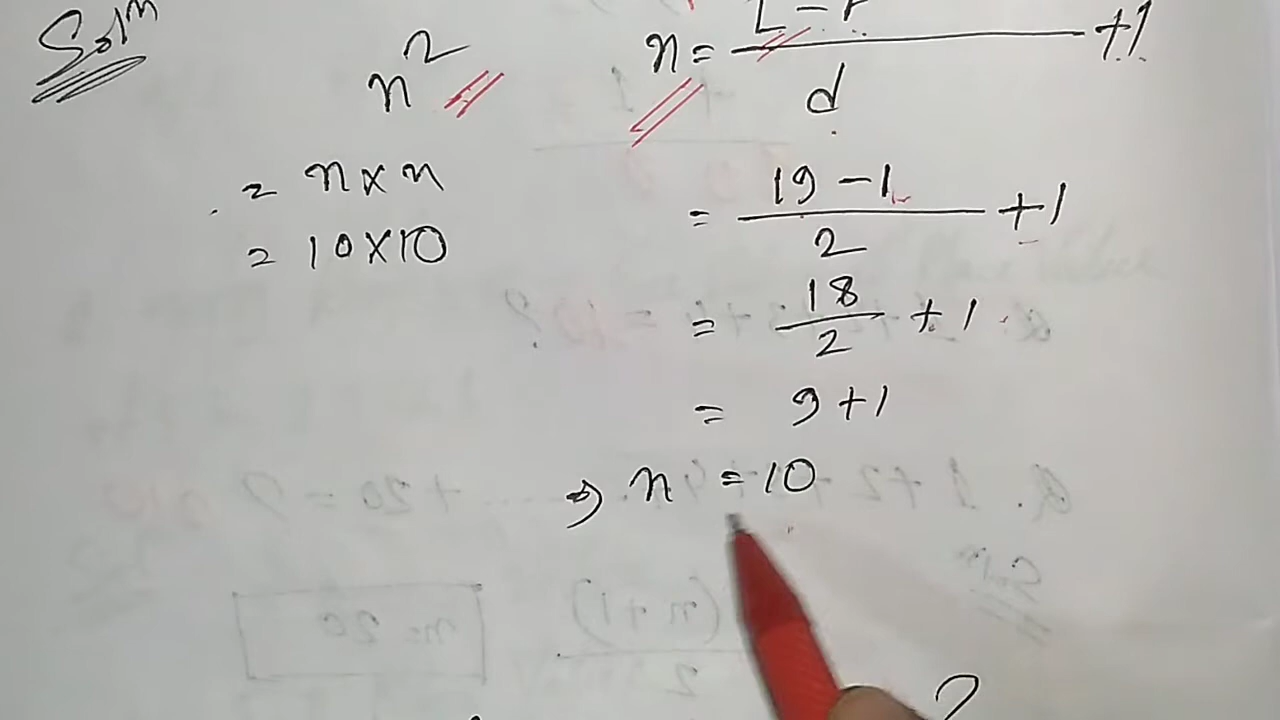 Solⁿ
n²
n = L - F / d + 1
= n × n
= 10 × 10
= 19 - 1 / 2 + 1
= 18 / 2 + 1
= 9 + 1
⇒ n = 10
?